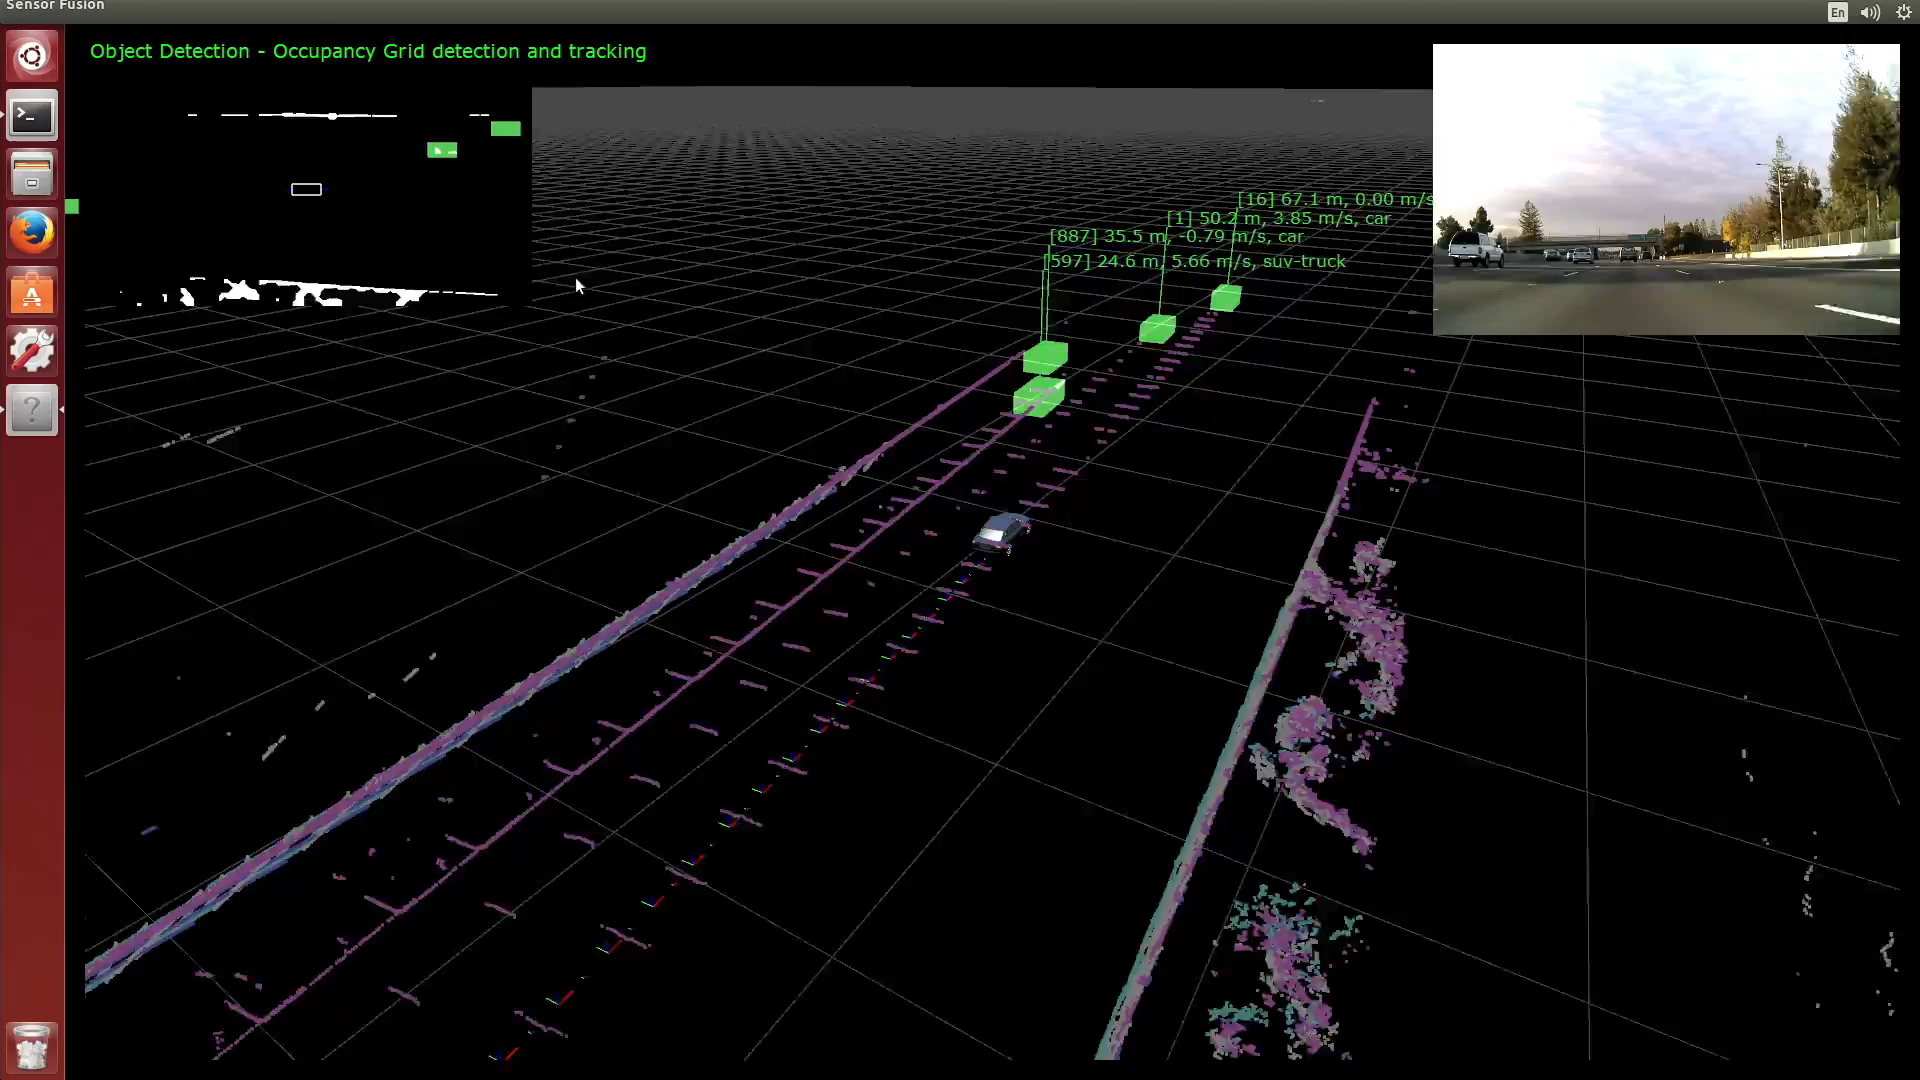 Sensor Fusion
En
Object Detection - Occupancy Grid detection and tracking
[16] 67.1 m, 0.00 m/s
[1] 50.2 m, 3.85 m/s, car
[887] 35.5 m, -0.79 m/s, car
[597] 24.6 m, 5.66 m/s, suv-truck